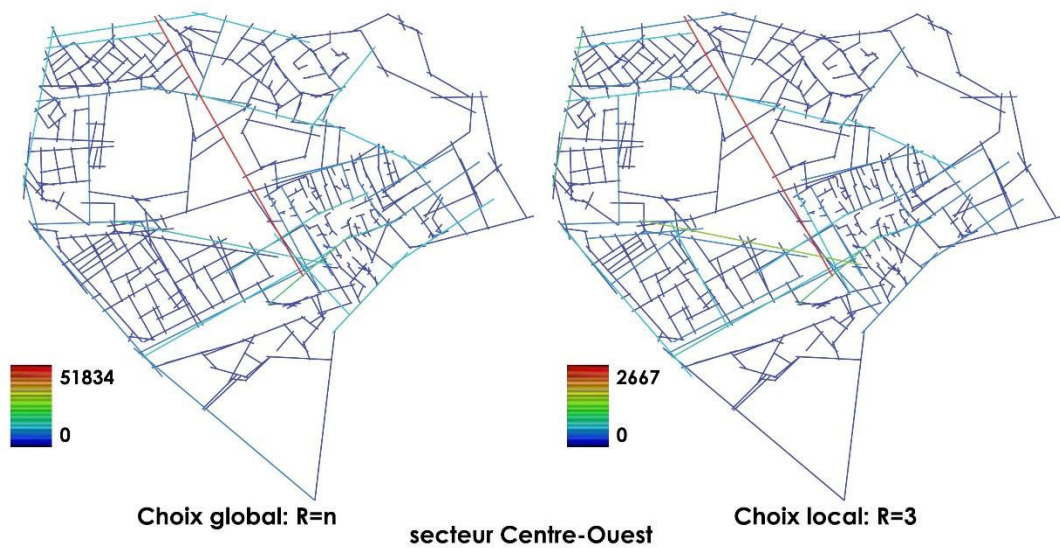 51834
0
2667
0
Choix global: R=n
Choix local: R=3
secteur Centre-Ouest